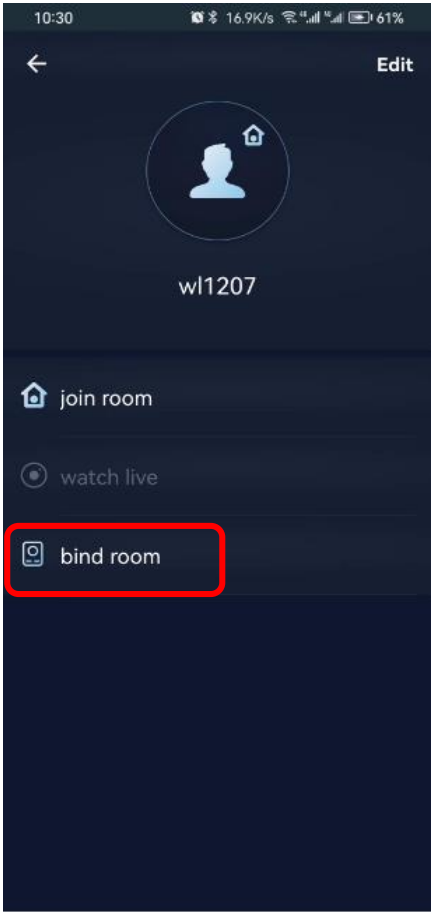 10:30 16.9K/s 61%
Edit
wl1207
join room
watch live
bind room